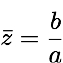 z̄ = b/a